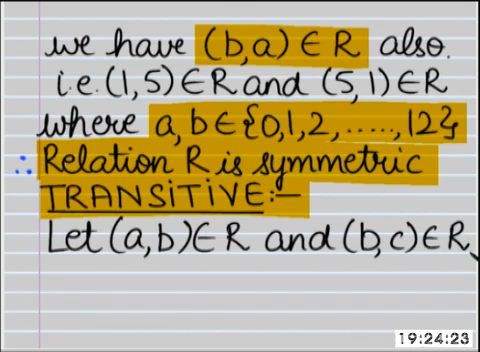 we have (b,a) ∈ R also.
i.e. (1,5)∈R and (5,1)∈R
where a,b∈{0,1,2,.....,12}
∴ Relation R is symmetric
TRANSITIVE:-
Let (a,b)∈R and (b,c)∈R,
19:24:23